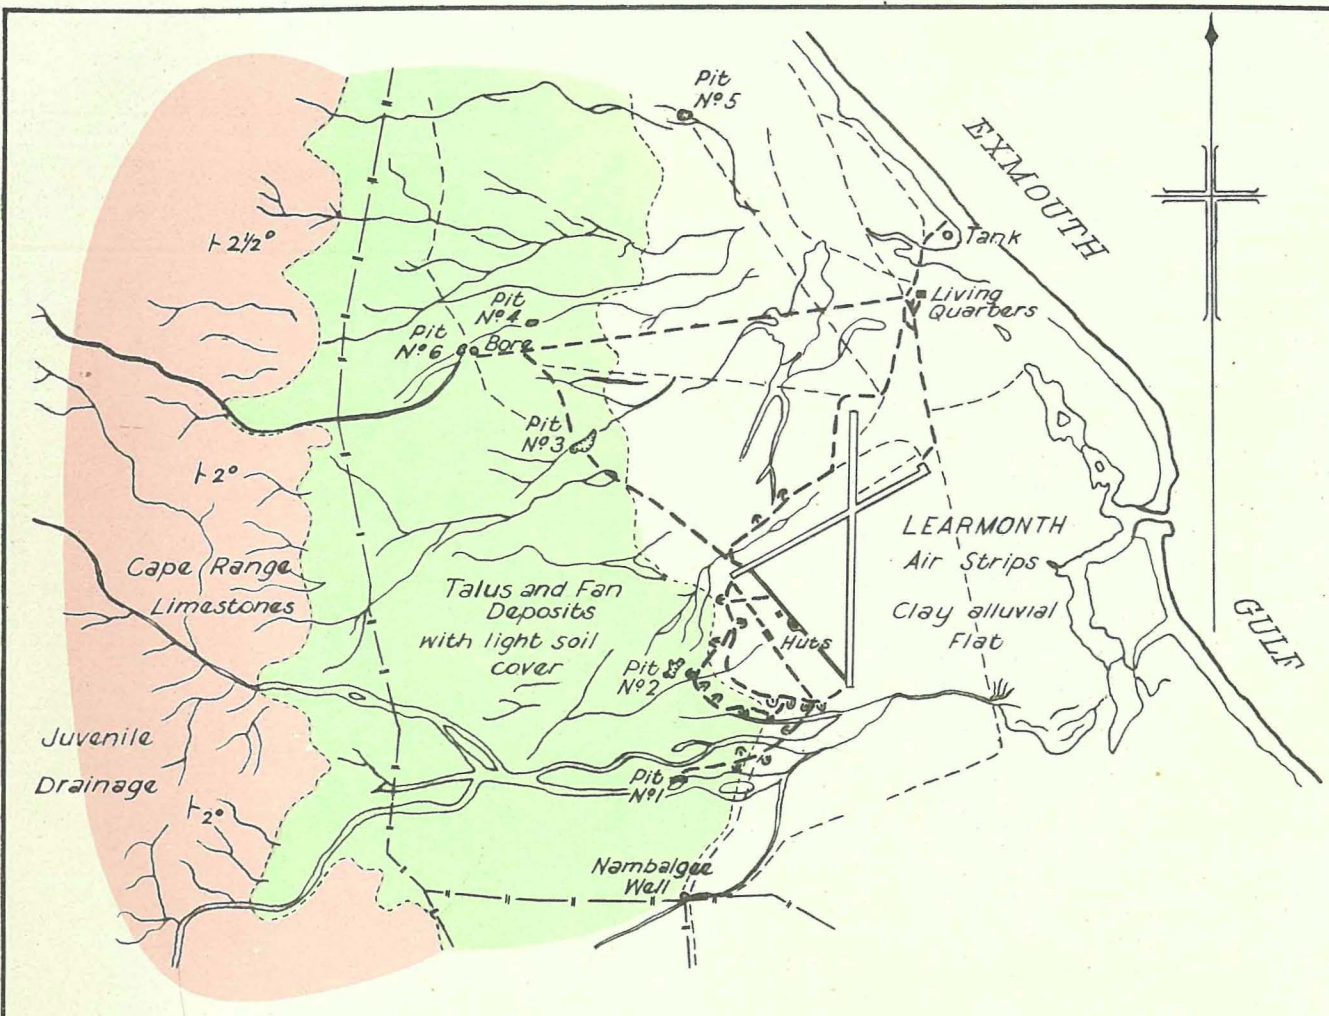 Pit
Nº5
EXMOUTH
GULF
Tank
Living
Quarters
⊢2½°
Pit
Nº4
Pit
Nº6
Bore
Pit
Nº3
⊢2°
LEARMONTH
Air Strips
Clay alluvial
Flat
Cape Range
Limestones
Talus and Fan
Deposits
with light soil
cover
Huts
Pit
Nº2
Juvenile
Drainage
Pit
Nº1
⊢2°
Nambalgee
Well